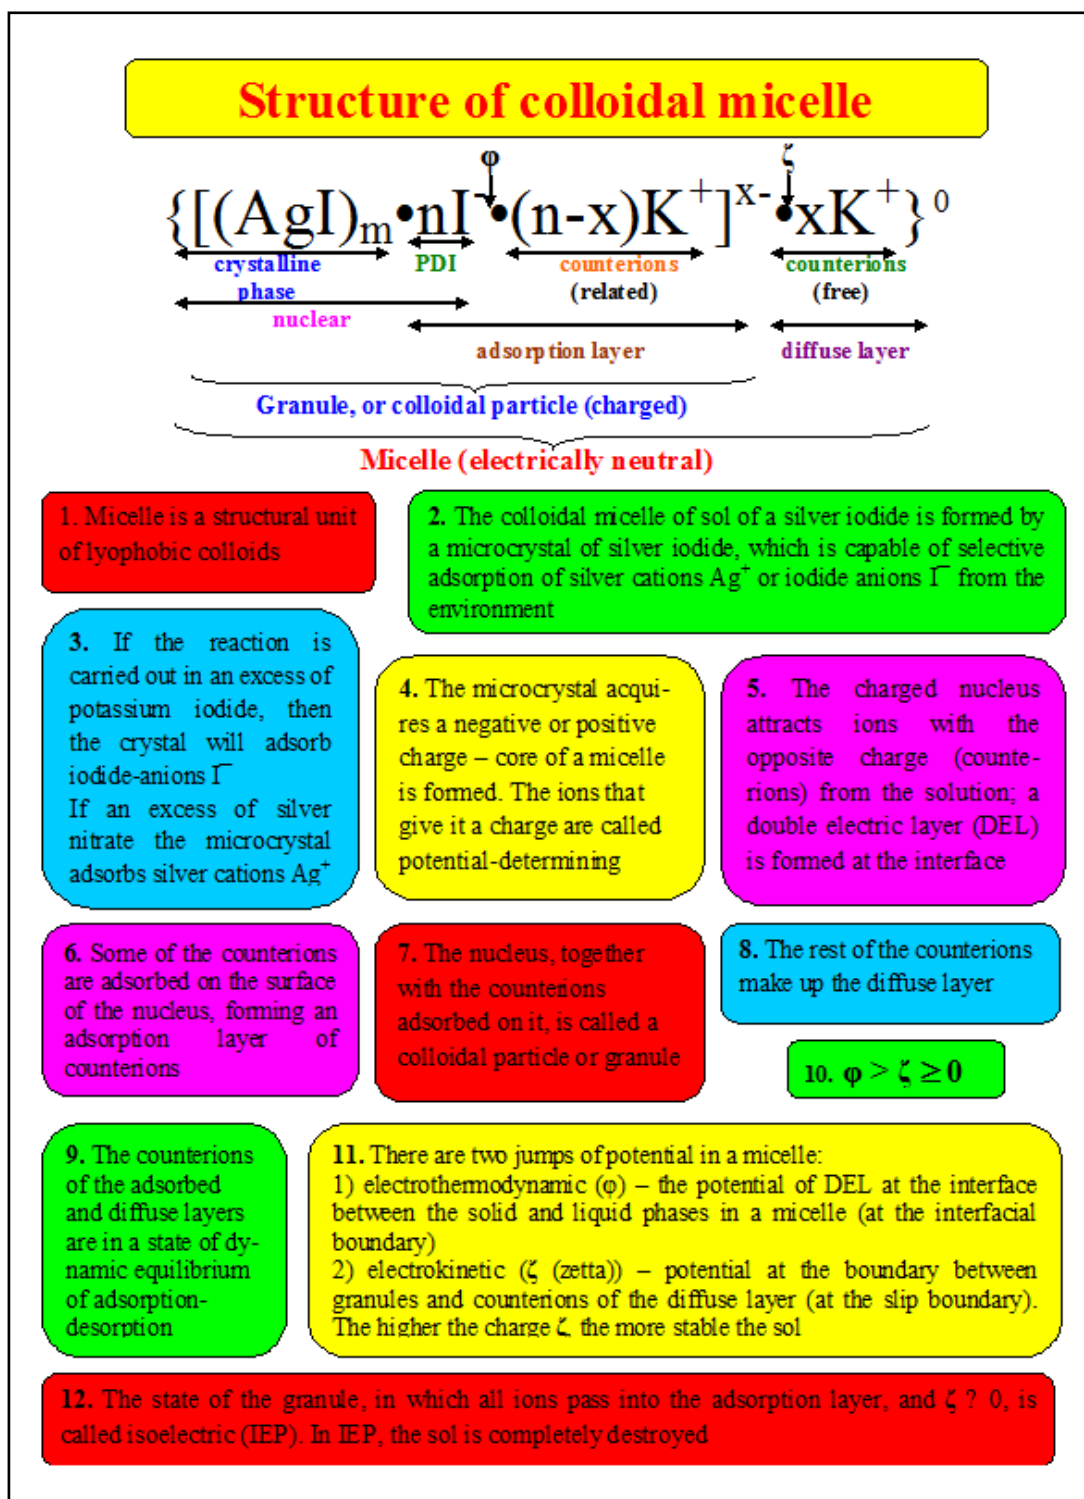 Structure of colloidal micelle
φ ζ
{[(AgI)m•nI⁻•(n-x)K⁺]ˣ⁻•xK⁺}⁰
crystalline PDI counterions counterions
phase (related) (free)
nuclear
adsorption layer diffuse layer
Granule, or colloidal particle (charged)
Micelle (electrically neutral)
1. Micelle is a structural unit
of lyophobic colloids
2. The colloidal micelle of sol of a silver iodide is formed by
a microcrystal of silver iodide, which is capable of selective
adsorption of silver cations Ag⁺ or iodide anions I⁻ from the
environment
3. If the reaction is
carried out in an excess of
potassium iodide, then
the crystal will adsorb
iodide-anions I⁻
If an excess of silver
nitrate the microcrystal
adsorbs silver cations Ag⁺
4. The microcrystal acqui-
res a negative or positive
charge – core of a micelle
is formed. The ions that
give it a charge are called
potential-determining
5. The charged nucleus
attracts ions with the
opposite charge (counte-
rions) from the solution; a
double electric layer (DEL)
is formed at the interface
6. Some of the counterions
are adsorbed on the surface
of the nucleus, forming an
adsorption layer of
counterions
7. The nucleus, together
with the counterions
adsorbed on it, is called a
colloidal particle or granule
8. The rest of the counterions
make up the diffuse layer
10. φ > ζ ≥ 0
9. The counterions
of the adsorbed
and diffuse layers
are in a state of dy-
namic equilibrium
of adsorption-
desorption
11. There are two jumps of potential in a micelle:
1) electrothermodynamic (φ) – the potential of DEL at the interface
between the solid and liquid phases in a micelle (at the interfacial
boundary)
2) electrokinetic (ζ (zetta)) – potential at the boundary between
granules and counterions of the diffuse layer (at the slip boundary).
The higher the charge ζ, the more stable the sol
12. The state of the granule, in which all ions pass into the adsorption layer, and ζ ? 0, is
called isoelectric (IEP). In IEP, the sol is completely destroyed